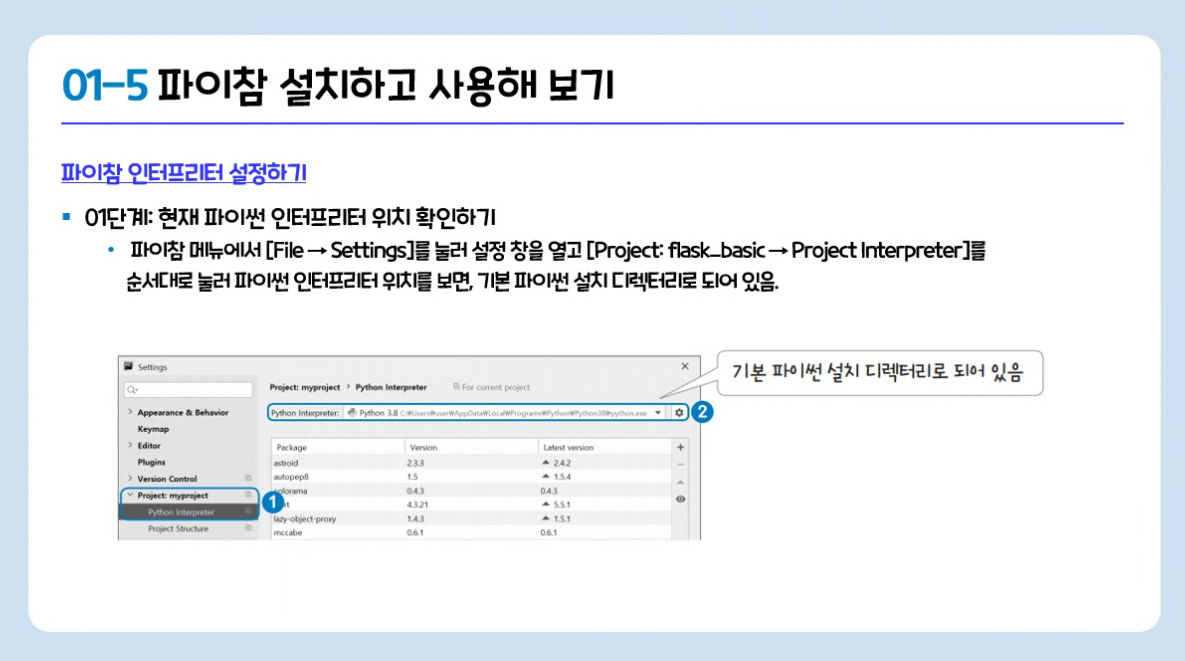 01-5 파이참 설치하고 사용해 보기
파이참 인터프리터 설정하기
01단계: 현재 파이썬 인터프리터 위치 확인하기
파이참 메뉴에서 [File → Settings]를 눌러 설정 창을 열고 [Project: flask_basic → Project Interpreter]를
순서대로 눌러 파이썬 인터프리터 위치를 보면, 기본 파이썬 설치 디렉터리로 되어 있음.
기본 파이썬 설치 디렉터리로 되어 있음
Settings
Project: myproject › Python Interpreter For current project
Python Interpreter: Python 3.8 C:₩Users₩user₩AppData₩Local₩Programs₩Python₩Python38₩python.exe 2
Appearance & Behavior
Keymap
Editor
Plugins
Version Control
Project: myproject
Python Interpreter 1
Project Structure
Package Version Latest version
astroid 2.3.3 2.4.2
autopep8 1.5 1.5.4
colorama 0.4.3 0.4.3
4.3.21 5.5.1
lazy-object-proxy 1.4.3 1.5.1
mccabe 0.6.1 0.6.1